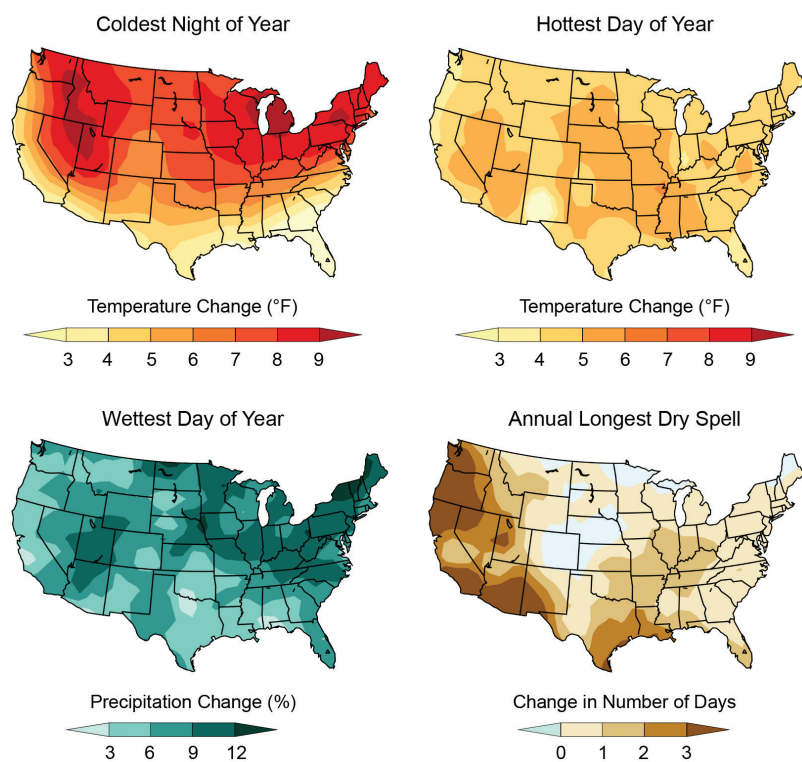 Coldest Night of Year
Hottest Day of Year
Temperature Change (°F)
3 4 5 6 7 8 9
Temperature Change (°F)
3 4 5 6 7 8 9
Wettest Day of Year
Annual Longest Dry Spell
Precipitation Change (%)
3 6 9 12
Change in Number of Days
0 1 2 3